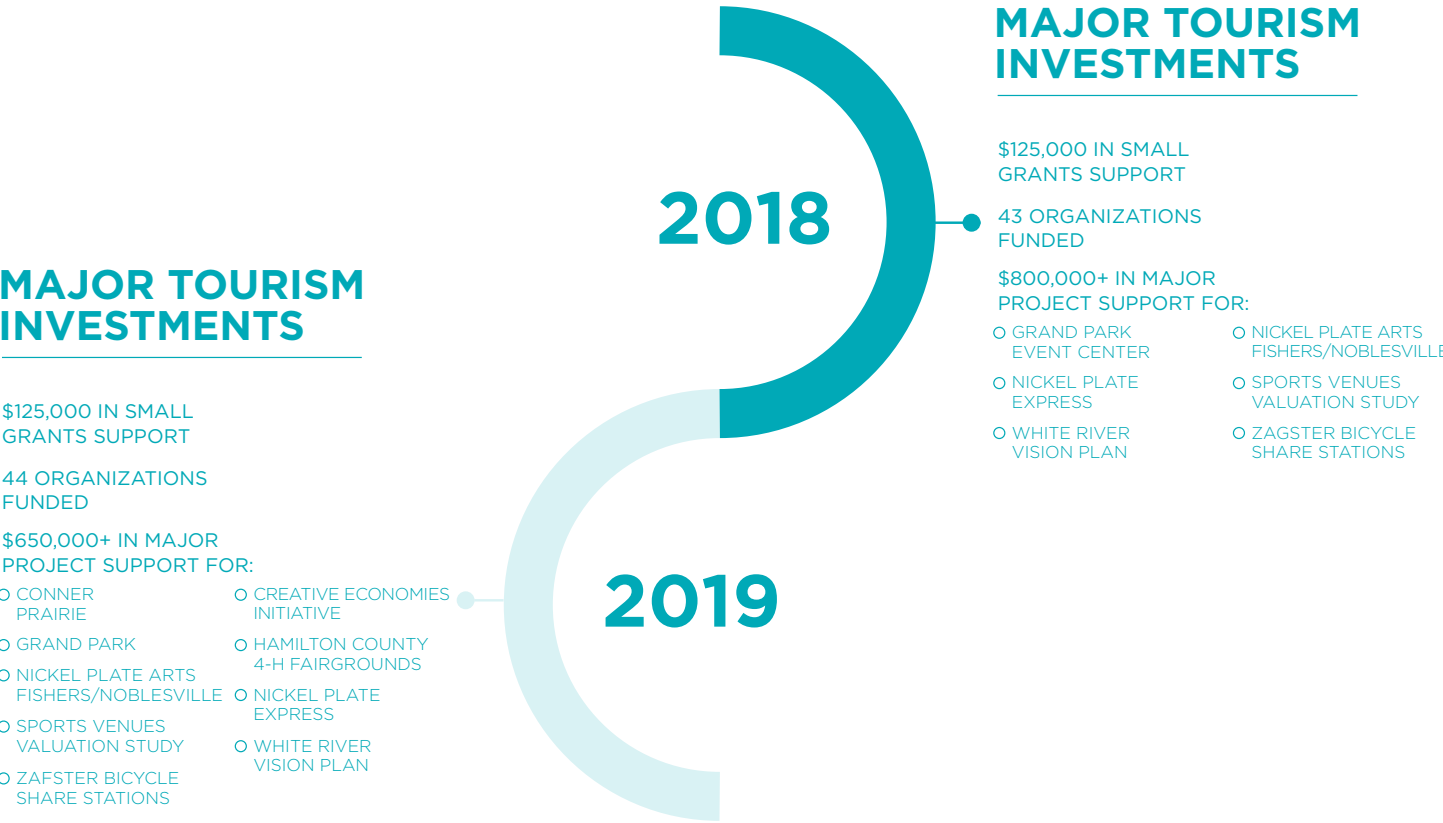 MAJOR TOURISM
INVESTMENTS
$125,000 IN SMALL
GRANTS SUPPORT
43 ORGANIZATIONS
FUNDED
$800,000+ IN MAJOR
PROJECT SUPPORT FOR:
GRAND PARK
EVENT CENTER
NICKEL PLATE
EXPRESS
WHITE RIVER
VISION PLAN
NICKEL PLATE ARTS
FISHERS/NOBLESVILLE
SPORTS VENUES
VALUATION STUDY
ZAGSTER BICYCLE
SHARE STATIONS
2018
MAJOR TOURISM
INVESTMENTS
$125,000 IN SMALL
GRANTS SUPPORT
44 ORGANIZATIONS
FUNDED
$650,000+ IN MAJOR
PROJECT SUPPORT FOR:
CONNER
PRAIRIE
GRAND PARK
NICKEL PLATE ARTS
FISHERS/NOBLESVILLE
SPORTS VENUES
VALUATION STUDY
ZAFSTER BICYCLE
SHARE STATIONS
CREATIVE ECONOMIES
INITIATIVE
HAMILTON COUNTY
4-H FAIRGROUNDS
NICKEL PLATE
EXPRESS
WHITE RIVER
VISION PLAN
2019